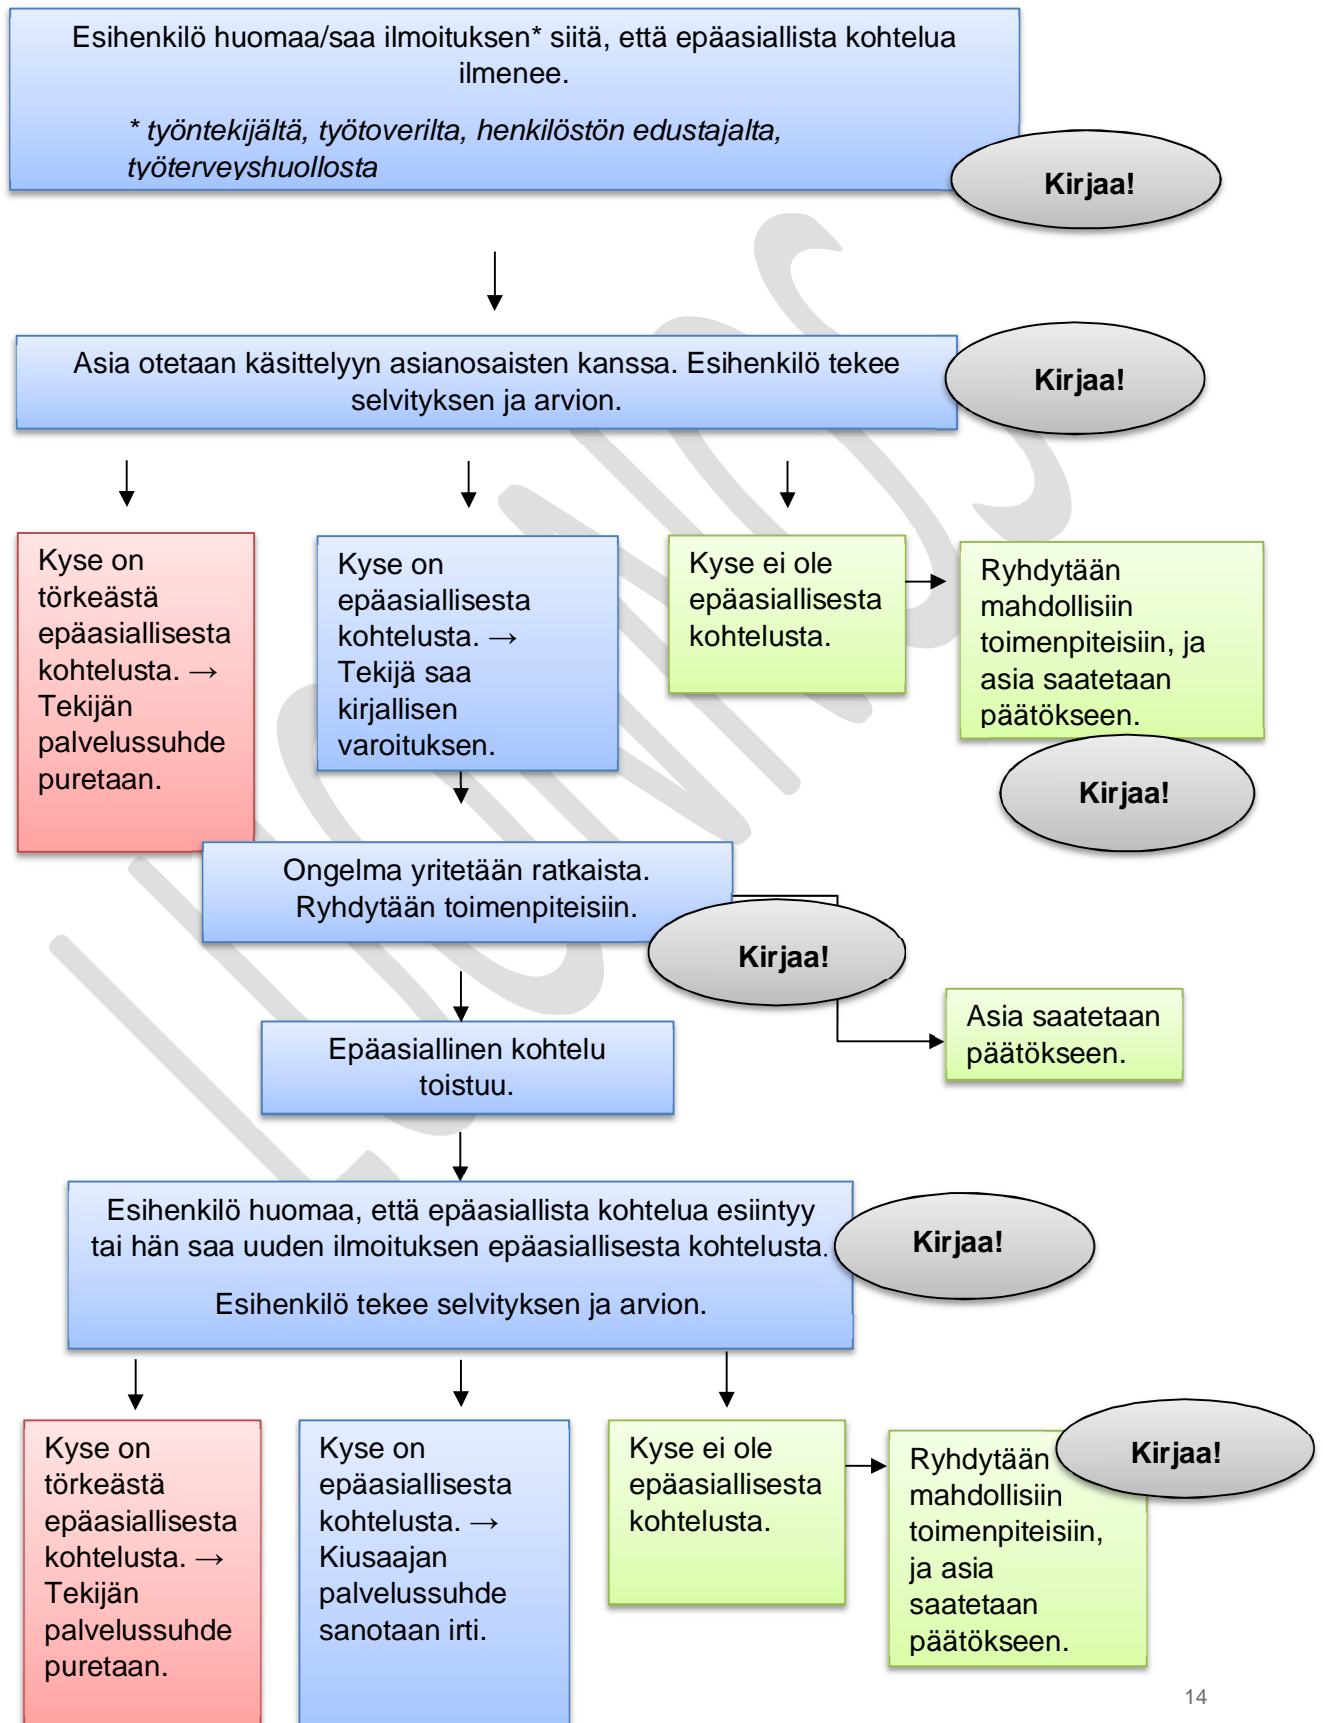 Esihenkilö huomaa/saa ilmoituksen* siitä, että epäasiallista kohtelua
ilmenee.
* työntekijältä, työtoverilta, henkilöstön edustajalta,
työterveyshuollosta
Kirjaa!
Asia otetaan käsittelyyn asianosaisten kanssa. Esihenkilö tekee
selvityksen ja arvion.
Kirjaa!
Kyse on
törkeästä
epäasiallisesta
kohtelusta. →
Tekijän
palvelussuhde
puretaan.
Kyse on
epäasiallisesta
kohtelusta. →
Tekijä saa
kirjallisen
varoituksen.
Kyse ei ole
epäasiallisesta
kohtelusta.
Ryhdytään
mahdollisiin
toimenpiteisiin, ja
asia saatetaan
päätökseen.
Kirjaa!
Ongelma yritetään ratkaista.
Ryhdytään toimenpiteisiin.
Kirjaa!
Asia saatetaan
päätökseen.
Epäasiallinen kohtelu
toistuu.
Esihenkilö huomaa, että epäasiallista kohtelua esiintyy
tai hän saa uuden ilmoituksen epäasiallisesta kohtelusta.
Esihenkilö tekee selvityksen ja arvion.
Kirjaa!
Kyse on
törkeästä
epäasiallisesta
kohtelusta. →
Tekijän
palvelussuhde
puretaan.
Kyse on
epäasiallisesta
kohtelusta. →
Kiusaajan
palvelussuhde
sanotaan irti.
Kyse ei ole
epäasiallisesta
kohtelusta.
Ryhdytään
mahdollisiin
toimenpiteisiin,
ja asia
saatetaan
päätökseen.
Kirjaa!
14
LUONNOS